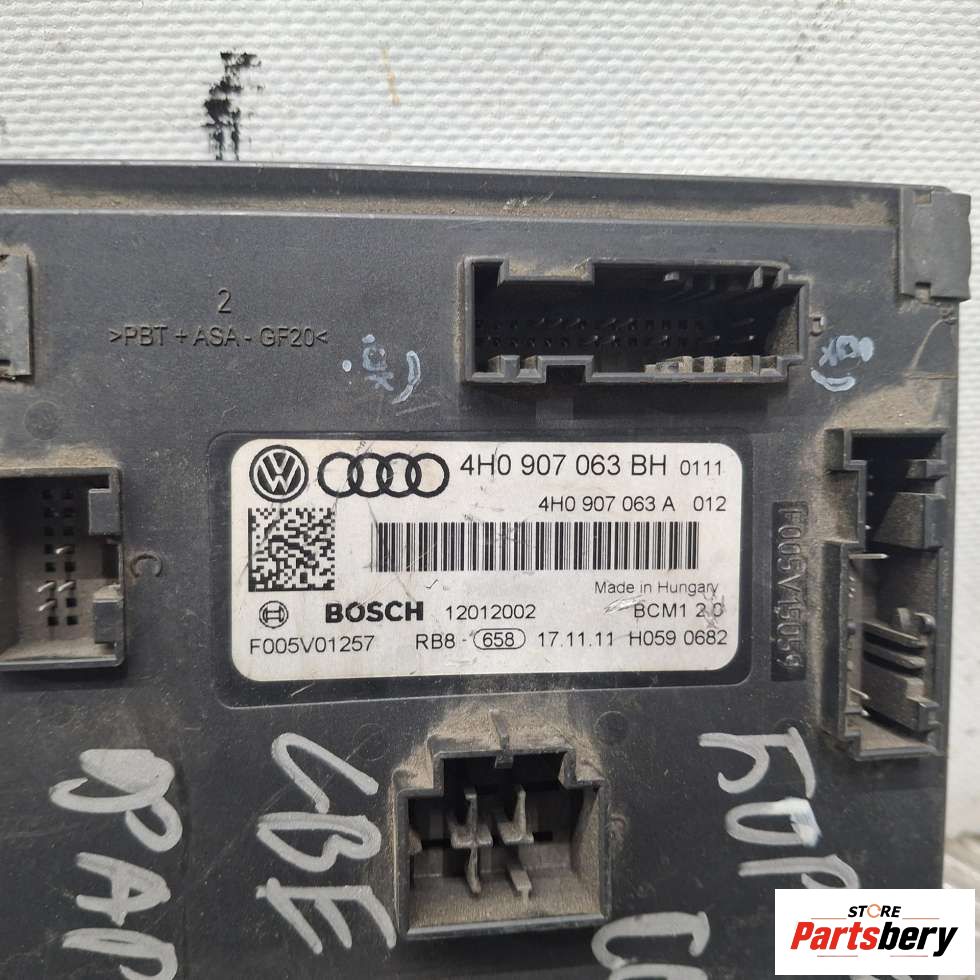 2
>PBT + ASA - GF20<
4H0 907 063 BH 0111
4H0 907 063 A 012
Made in Hungary
BOSCH 12012002 BCM1 2.0
F005V01257 RB8 - 658 17.11.11 H059 0682
C
F005V15059
STORE
Partsbery